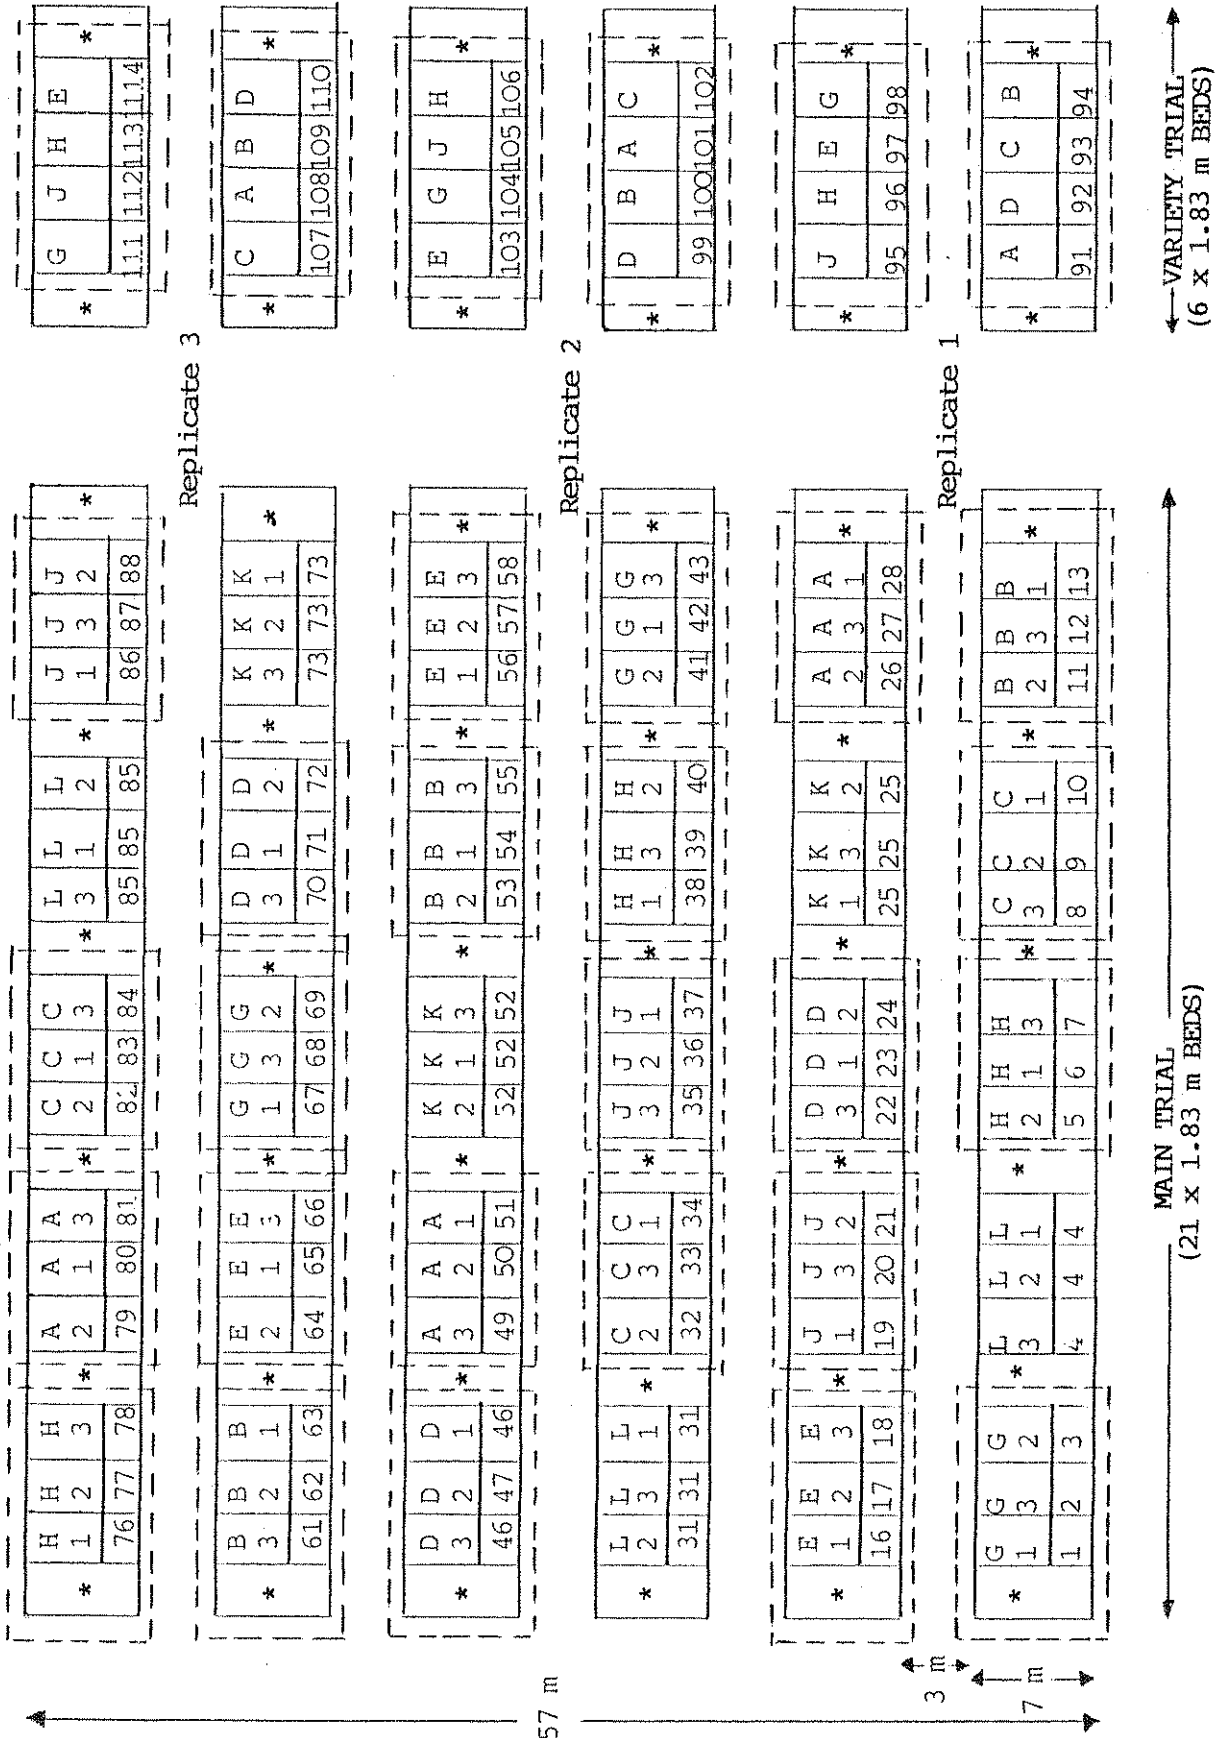 * H H H * A A A * C C C * L L L * J J J * * G J H E *
1 2 3 2 1 3 2 1 3 3 1 2 1 3 2
76 77 78 79 80 81 82 83 84 85 85 85 86 87 88 111 112 113 114
Replicate 3
* B B B * E E E * G G G * D D D * K K K * * C A B D *
3 2 1 2 1 3 1 3 2 3 1 2 3 2 1
61 62 63 64 65 66 67 68 69 70 71 72 73 73 73 107 108 109 110
* D D D * A A A * K K K * B B B * E E E * * E G J H *
3 2 1 3 2 1 2 1 3 2 1 3 1 2 3
46 47 46 49 50 51 52 52 52 53 54 55 56 57 58 103 104 105 106
57 m
Replicate 2
* L L L * C C C * J J J * H H H * G G G * * D B A C *
2 3 1 2 3 1 3 2 1 1 3 2 2 1 3
31 31 31 32 33 34 35 36 37 38 39 40 41 42 43 99 100 101 102
* E E E * J J J * D D D * K K K * A A A * J H E G *
1 2 3 1 3 2 3 1 2 1 3 2 2 3 1
16 17 18 19 20 21 22 23 24 25 25 25 26 27 28 95 96 97 98
3 m
Replicate 1
* G G G * L L L * H H H * C C C * B B B * * A D C B *
1 3 2 3 2 1 2 1 3 3 2 1 2 3 1
1 2 3 4 4 4 5 6 7 8 9 10 11 12 13 91 92 93 94
7 m
MAIN TRIAL
(21 x 1.83 m BEDS)
VARIETY TRIAL
(6 x 1.83 m BEDS)